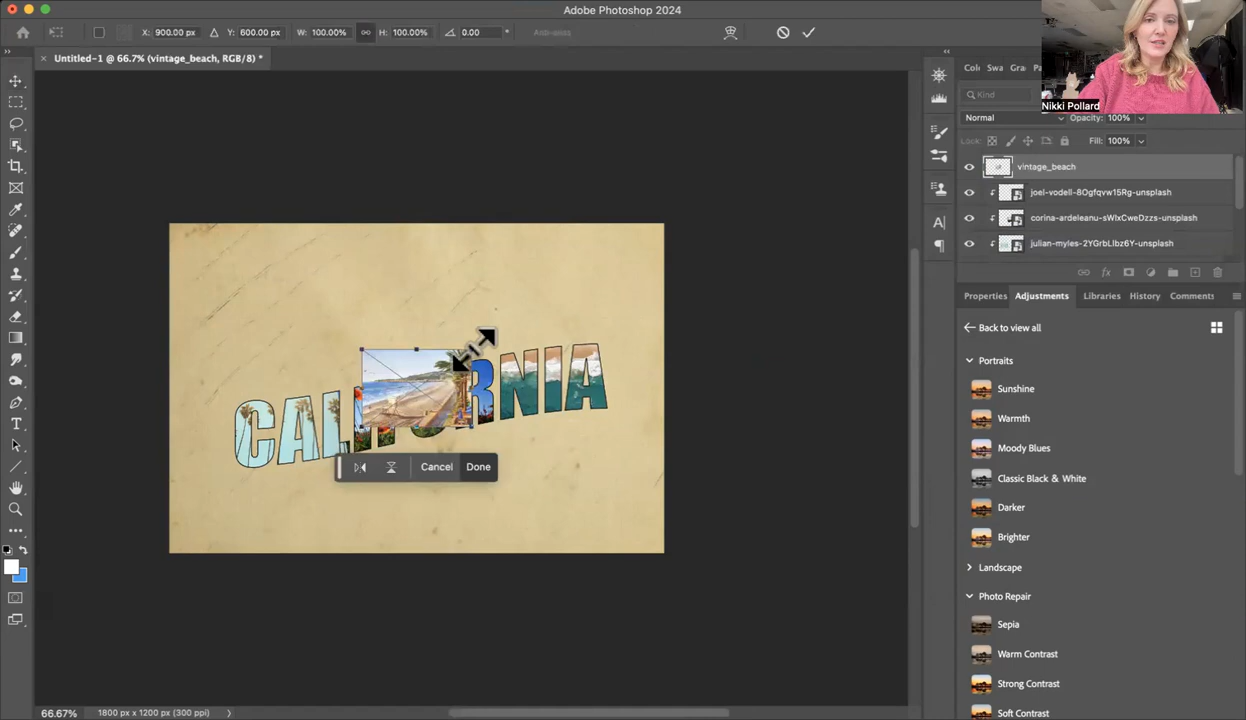 Adobe Photoshop 2024
X: 900.00 px Y: 600.00 px W: 100.00% H: 100.00% 0.00 ° Anti-alias
Untitled-1 @ 66.7% (vintage_beach, RGB/8) *
Swa
Kind
Nikki Pollard
Normal Opacity: 100%
Lock: Fill: 100%
vintage_beach
joel-vodell-8Ogfqvw15Rg-unsplash
corina-ardeleanu-sWlxCweDzzs-unsplash
julian-myles-2YGrbLlbz6Y-unsplash
fx
Properties Adjustments Libraries History Comments
Back to view all
Portraits
Sunshine
Warmth
Moody Blues
Classic Black & White
Darker
Brighter
Landscape
Photo Repair
Sepia
Warm Contrast
Strong Contrast
Soft Contrast
CALIFORNIA
Cancel Done
66.67% 1800 px x 1200 px (300 ppi)